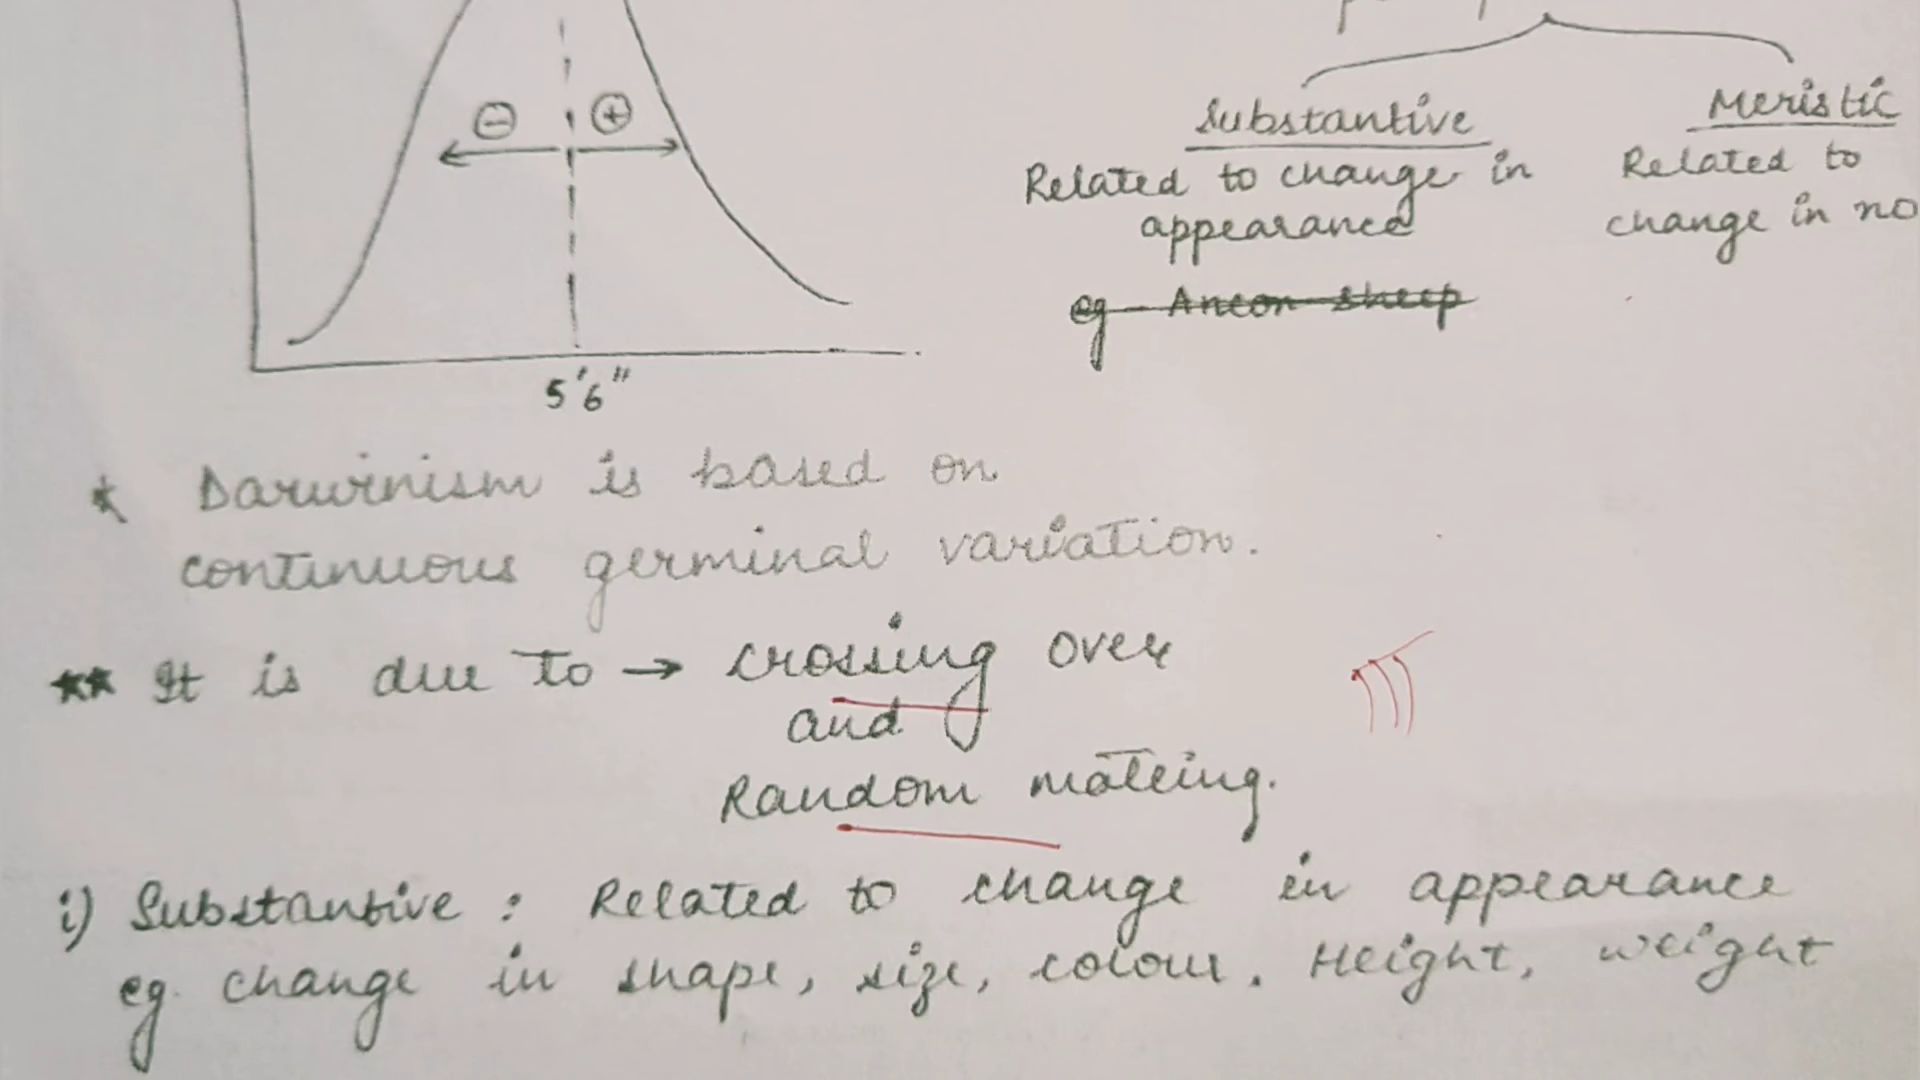 ⊖ ⊕
5'6"
Substantive
Related to change in
appearance
eg - Ancon sheep
Meristic
Related to
change in no
* Darwinism is based on
continuous germinal variation.
** It is due to → crossing over
and
Random mateing.
i) Substantive : Related to change in appearance
eg. change in shape, size, colour. Height, weight